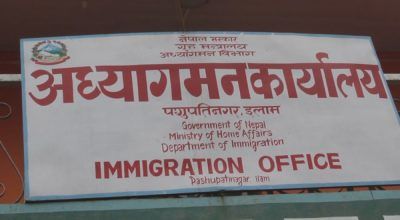 नेपाल सरकार
गृह मन्त्रालय
अध्यागमन विभाग
अध्यागमन कार्यालय
पशुपतिनगर, इलाम
Government of Nepal
Ministry of Home Affairs
Department of Immigration
IMMIGRATION OFFICE
Pashupatinagar, Ilam